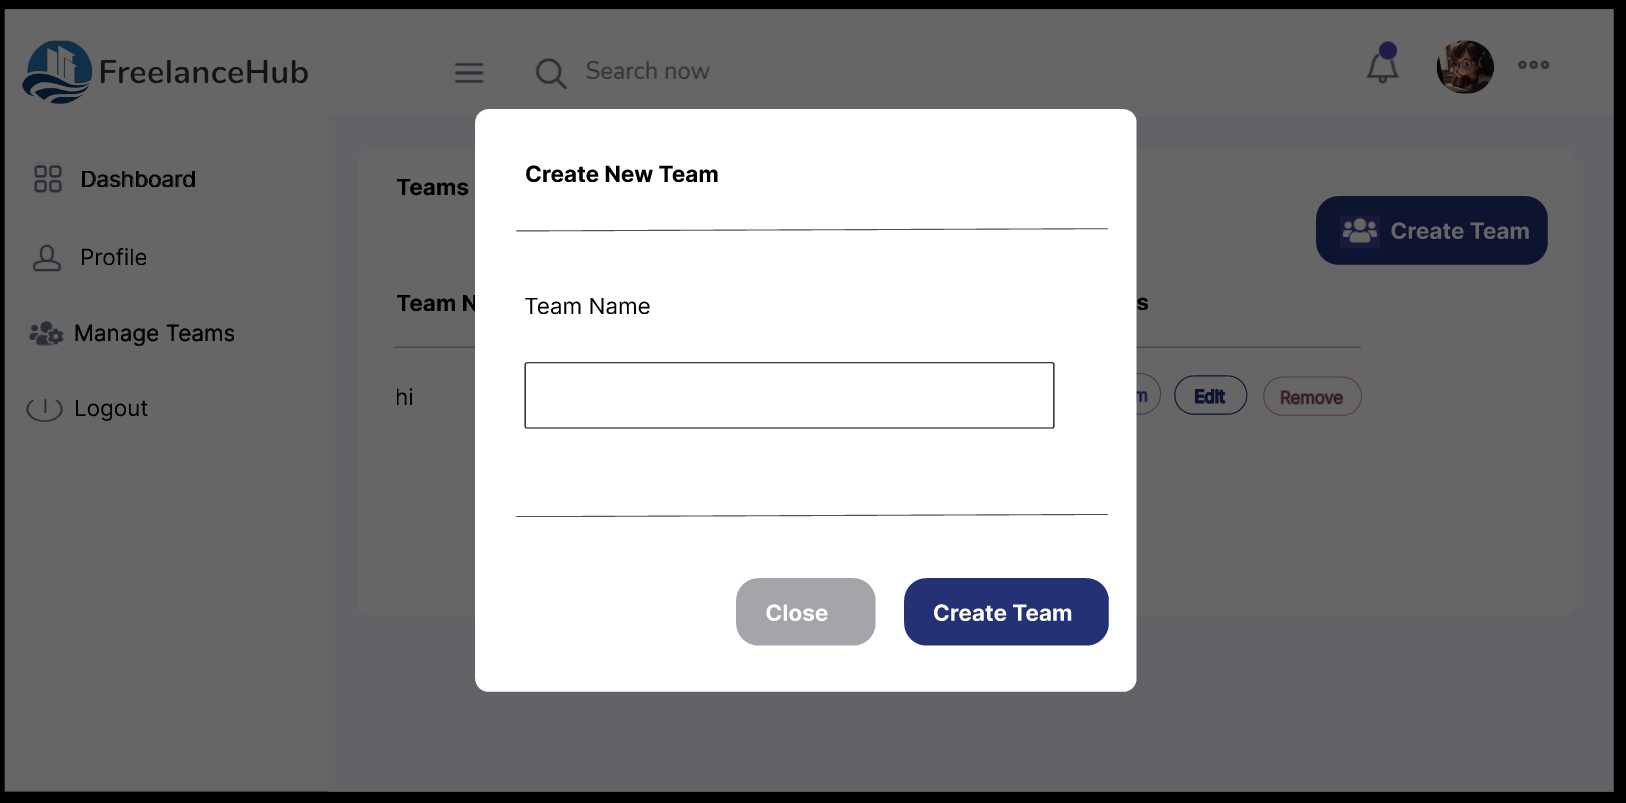 FreelanceHub
Search now
Dashboard
Profile
Manage Teams
Logout
Teams
Create Team
Team N
s
hi
m
Edit
Remove
Create New Team
Team Name
Close
Create Team